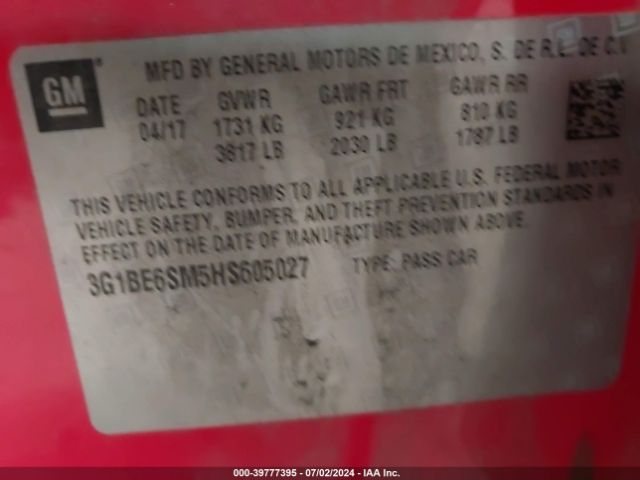 GM®
MFD BY GENERAL MOTORS DE MEXICO, S. DE R.L. DE C.V
DATE GVWR GAWR FRT GAWR RR
04/17 1731 KG 921 KG 810 KG
3817 LB 2030 LB 1787 LB
THIS VEHICLE CONFORMS TO ALL APPLICABLE U.S. FEDERAL MOTOR
VEHICLE SAFETY, BUMPER, AND THEFT PREVENTION STANDARDS IN
EFFECT ON THE DATE OF MANUFACTURE SHOWN ABOVE.
3G1BE6SM5HS605027 TYPE: PASS CAR
000-39777395 - 07/02/2024 - IAA Inc.